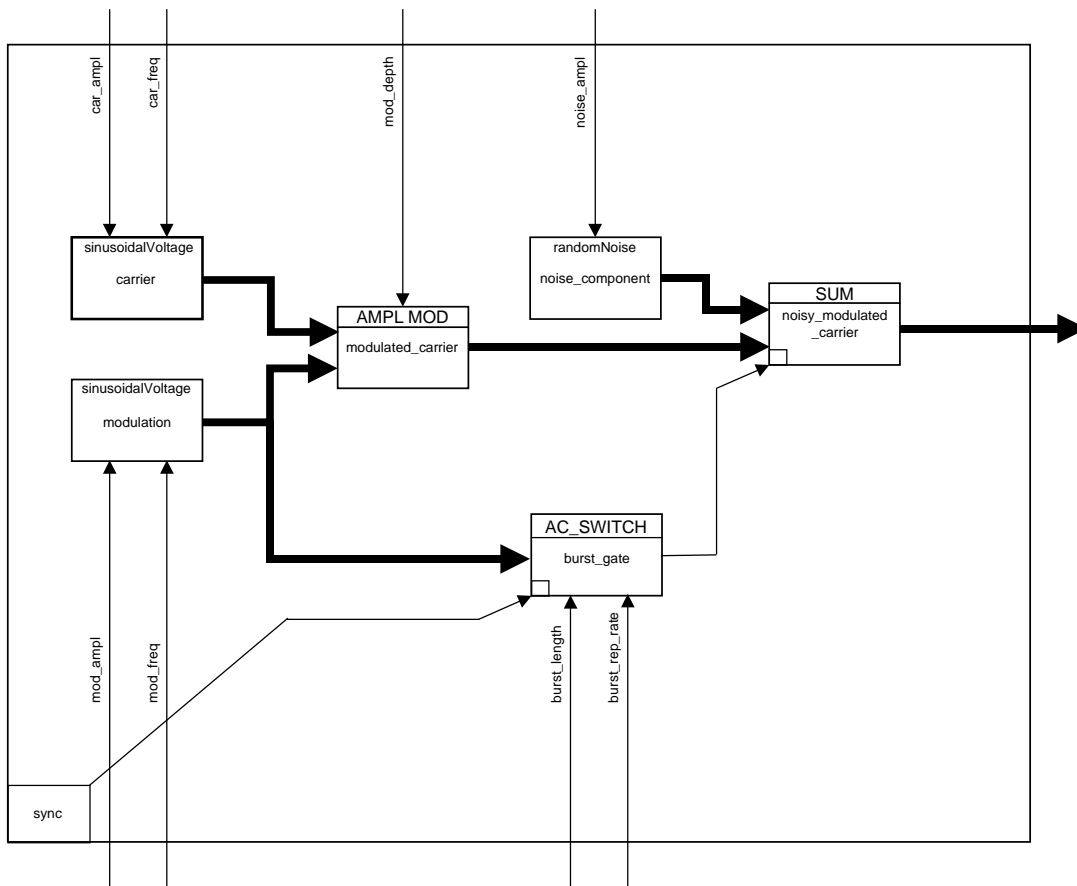 car_ampl
car_freq
mod_depth
noise_ampl
sinusoidalVoltage
carrier
randomNoise
noise_component
SUM
noisy_modulated
_carrier
AMPL MOD
modulated_carrier
sinusoidalVoltage
modulation
AC_SWITCH
burst_gate
mod_ampl
mod_freq
burst_length
burst_rep_rate
sync